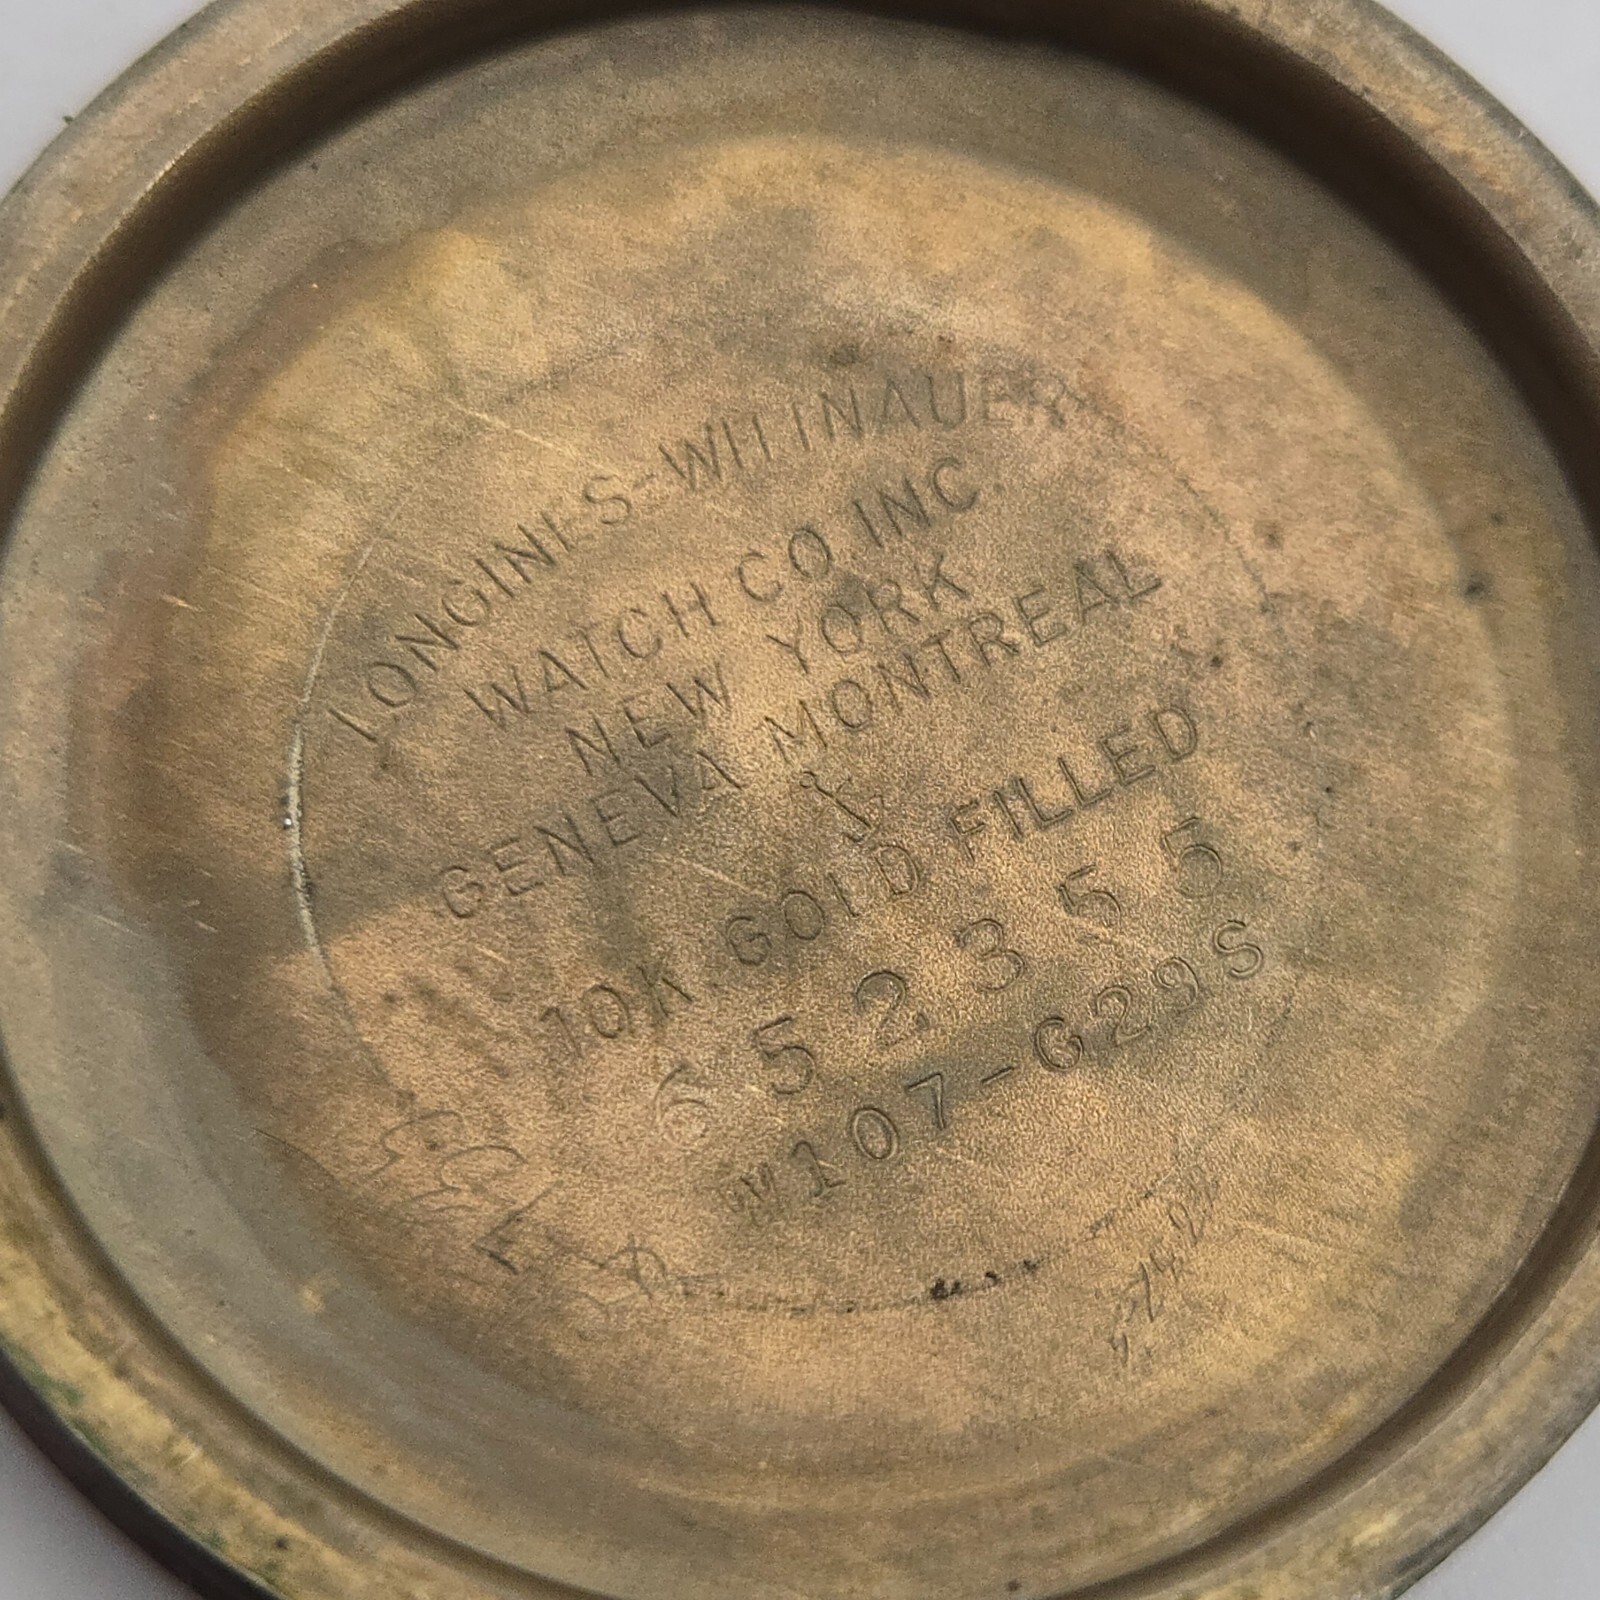 LONGINES-WITTNAUER
WATCH CO INC.
NEW YORK
GENEVA MONTREAL
10K GOLD FILLED
652355
W107-G29S